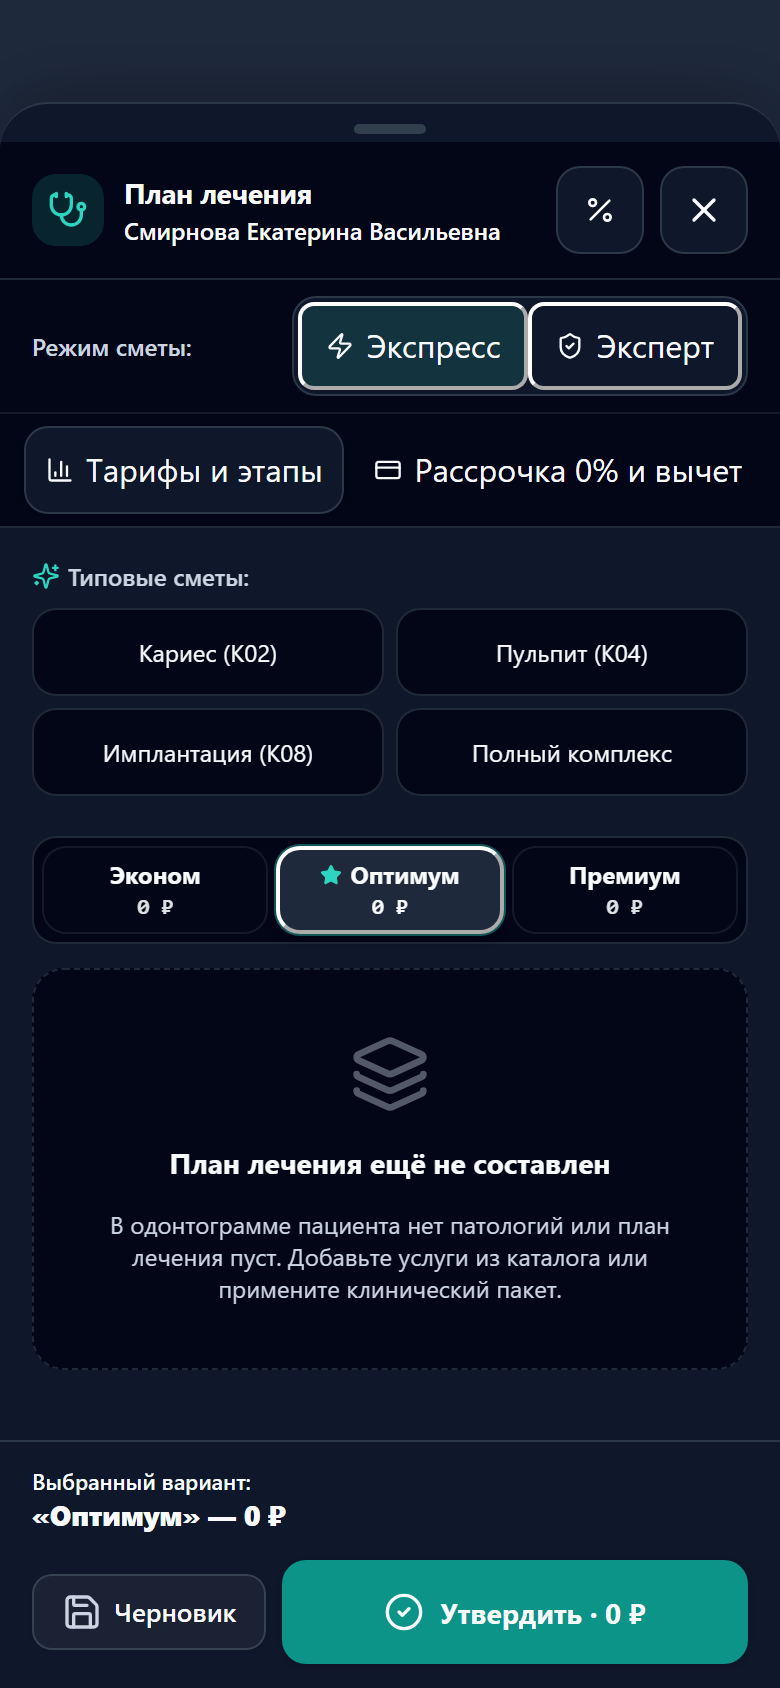 План лечения
Смирнова Екатерина Васильевна
Режим сметы:
Экспресс
Эксперт
Тарифы и этапы
Рассрочка 0% и вычет
Типовые сметы:
Кариес (K02)
Пульпит (K04)
Имплантация (K08)
Полный комплекс
Эконом
0 ₽
Оптимум
0 ₽
Премиум
0 ₽
План лечения ещё не составлен
В одонтограмме пациента нет патологий или план
лечения пуст. Добавьте услуги из каталога или
примените клинический пакет.
Выбранный вариант:
«Оптимум» — 0 ₽
Черновик
Утвердить · 0 ₽